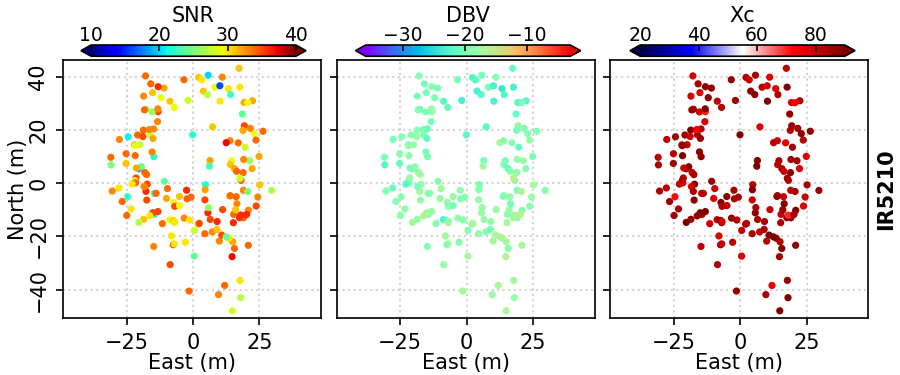 SNR DBV Xc
10 20 30 40 −30 −20 −10 20 40 60 80
40
20
0
−20
−40
North (m)
IR5210
−25 0 25 −25 0 25 −25 0 25
East (m) East (m) East (m)